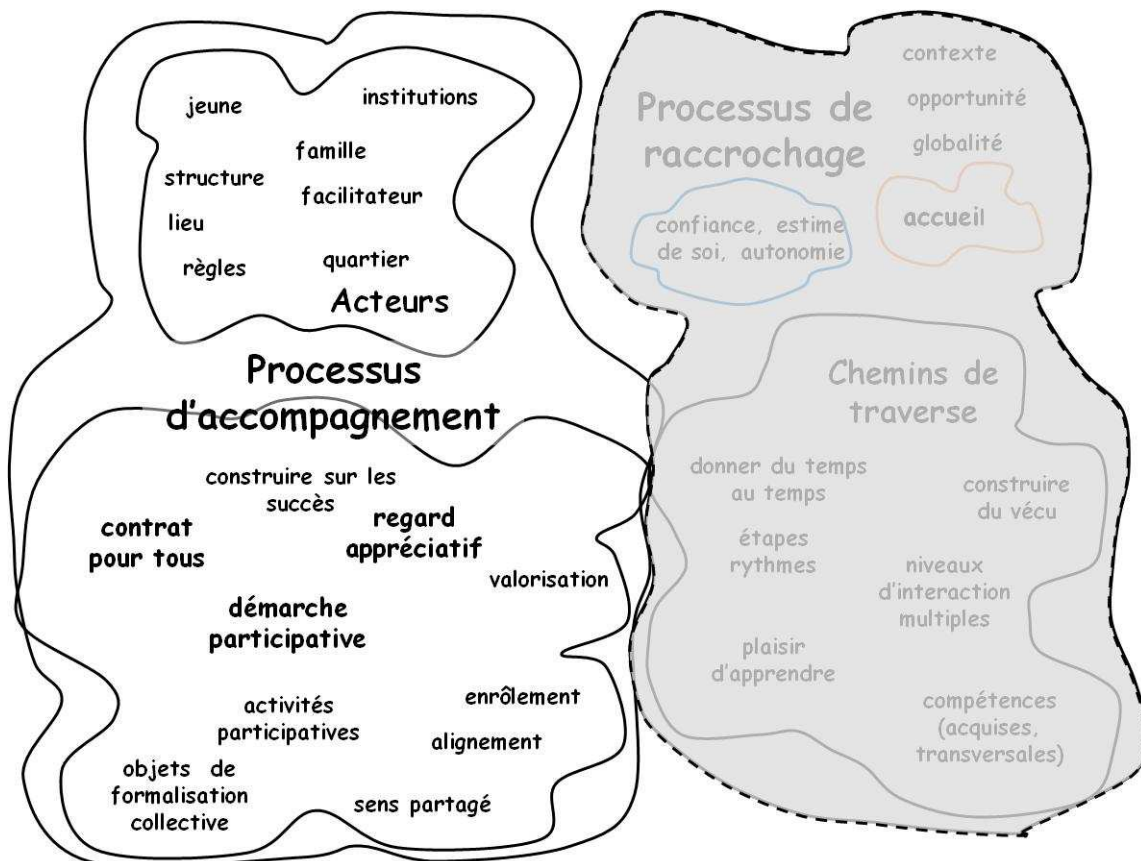 jeune
institutions
famille
structure
facilitateur
lieu
règles
quartier
Acteurs
Processus
d'accompagnement
construire sur les
succès
contrat
pour tous
regard
appréciatif
valorisation
démarche
participative
activités
participatives
enrôlement
alignement
objets de
formalisation
collective
sens partagé
Processus de
raccrochage
contexte
opportunité
globalité
confiance, estime
de soi, autonomie
accueil
Chemins de
traverse
donner du temps
au temps
construire
du vécu
étapes
rythmes
niveaux
d'interaction
multiples
plaisir
d'apprendre
compétences
(acquises,
transversales)